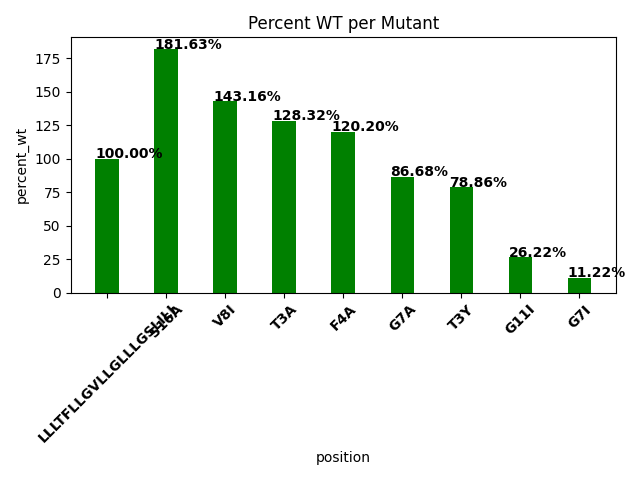 Percent WT per Mutant
181.63%
143.16%
128.32%
120.20%
100.00%
86.68%
78.86%
26.22%
11.22%
percent_wt
175
150
125
100
75
50
25
0
S16A
V8I
T3A
F4A
G7A
T3Y
G11I
G7I
position